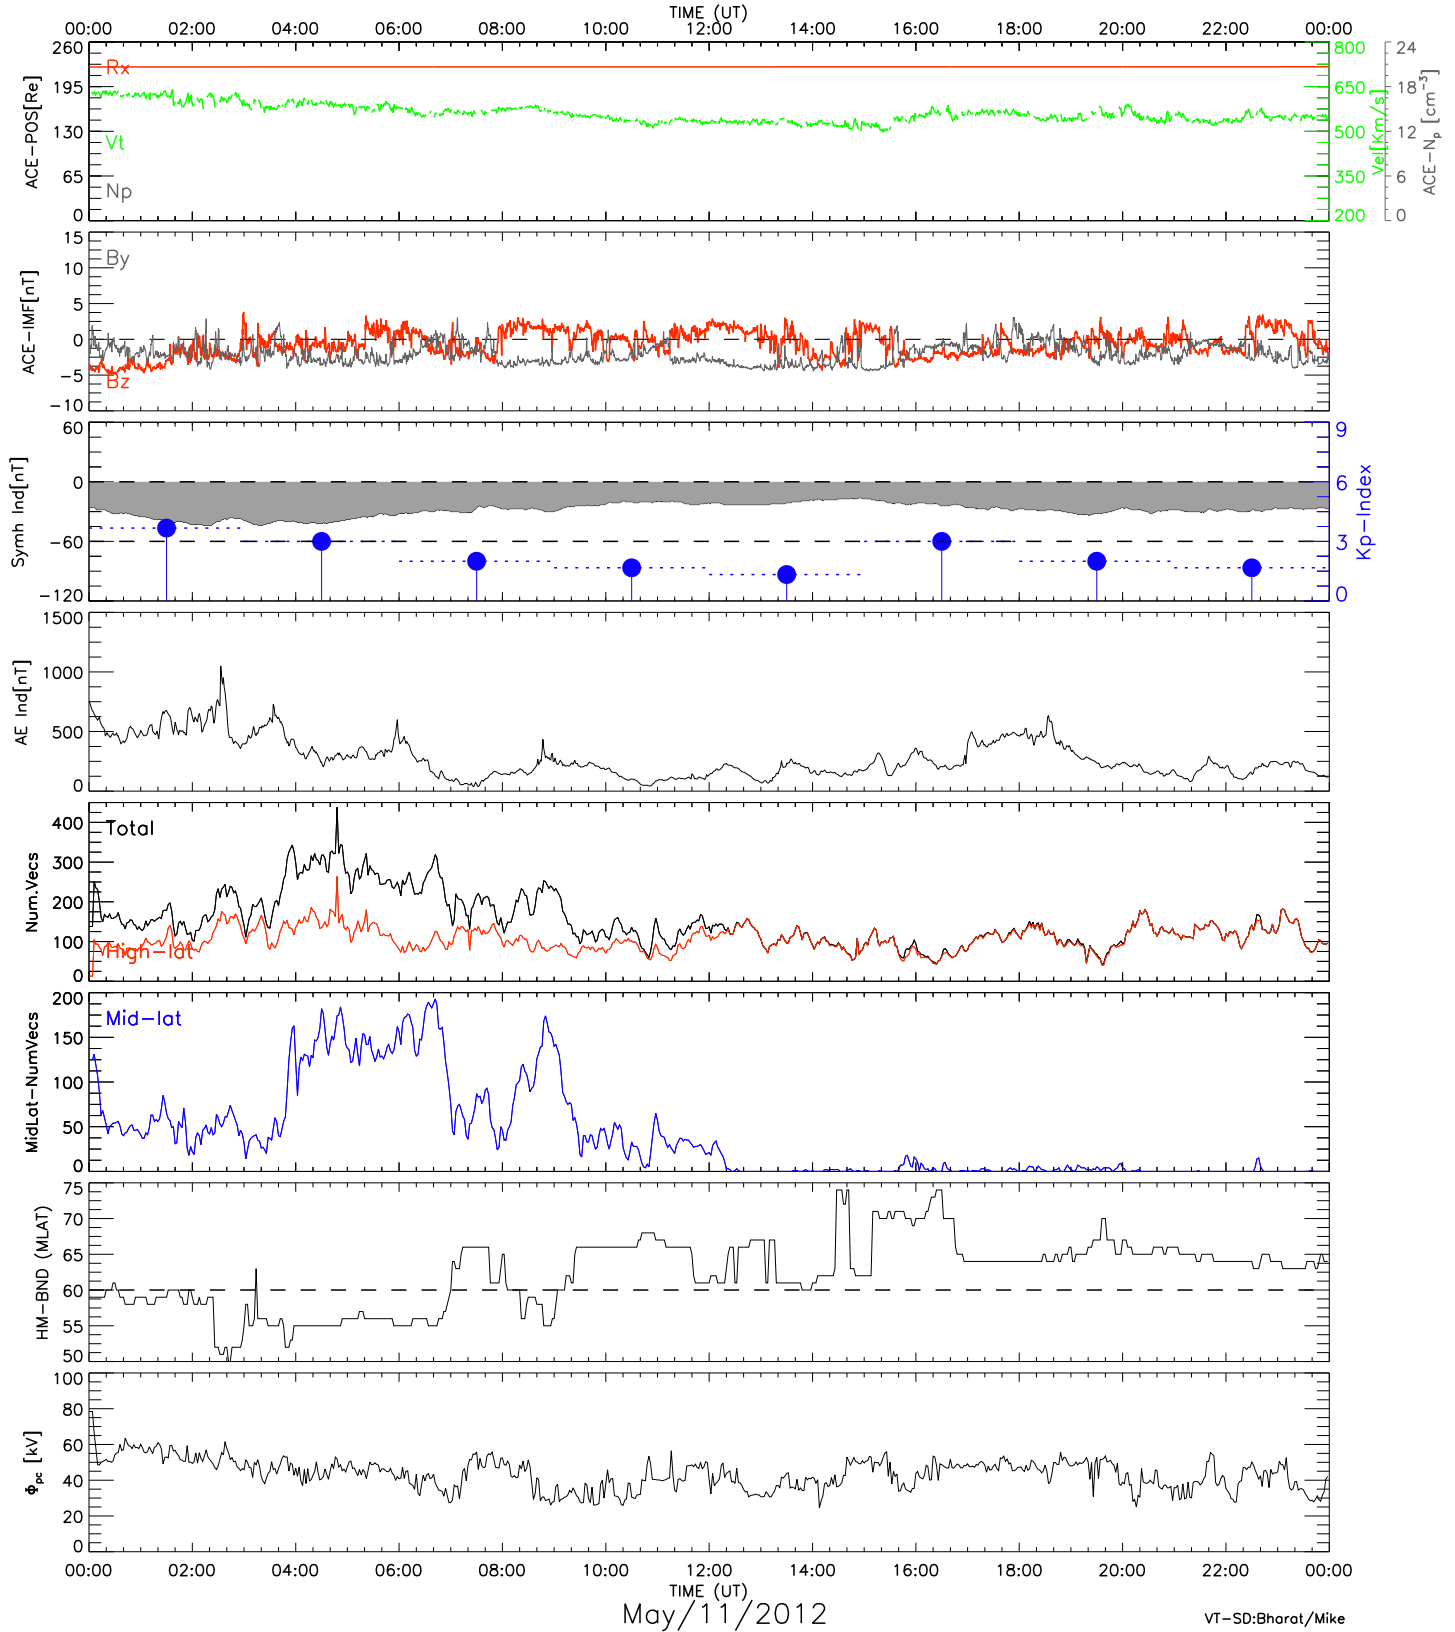 TIME (UT)
00:00 02:00 04:00 06:00 08:00 10:00 12:00 14:00 16:00 18:00 20:00 22:00 00:00
260 195 130 65 0
ACE-POS[Re]
Rx
Vt
Np
800 650 500 350 200
Vel[Km/s]
24 18 12 6 0
ACE-Np [cm⁻³]
15 10 5 0 -5 -10
ACE-IMF[nT]
By
Bz
60 0 -60 -120
Symh Ind[nT]
9 6 3 0
Kp-Index
1500 1000 500 0
AE Ind[nT]
400 300 200 100 0
Num.Vecs
Total
High-lat
200 150 100 50 0
MidLat-NumVecs
Mid-lat
75 70 65 60 55 50
HM-BND (MLAT)
100 80 60 40 20 0
Φpc [kV]
00:00 02:00 04:00 06:00 08:00 10:00 12:00 14:00 16:00 18:00 20:00 22:00 00:00
TIME (UT)
May/11/2012
VT-SD:Bharat/Mike